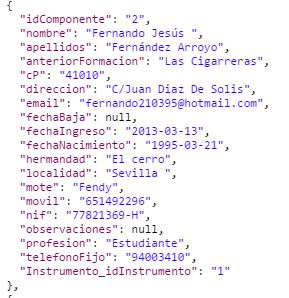 {
"idComponente": "2",
"nombre": "Fernando Jesús ",
"apellidos": "Fernández Arroyo",
"anteriorFormacion": "Las Cigarreras",
"cP": "41010",
"direccion": "C/Juan Diaz De Solis",
"email": "fernando210395@hotmail.com",
"fechaBaja": null,
"fechaIngreso": "2013-03-13",
"fechaNacimiento": "1995-03-21",
"hermandad": "El cerro",
"localidad": "Sevilla ",
"mote": "Fendy",
"movil": "651492296",
"nif": "77821369-H",
"observaciones": null,
"profesion": "Estudiante",
"telefonoFijo": "94003410",
"Instrumento_idInstrumento": "1"
},